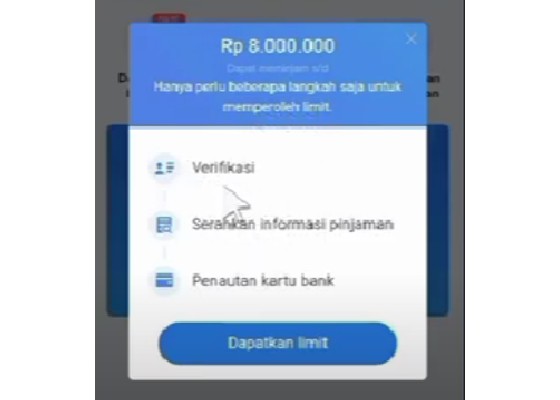 Rp 8.000.000
Dapat meminjam s/d
Hanya perlu beberapa langkah saja untuk
memperoleh limit.
Verifikasi
Serahkan informasi pinjaman
Penautan kartu bank
Dapatkan limit